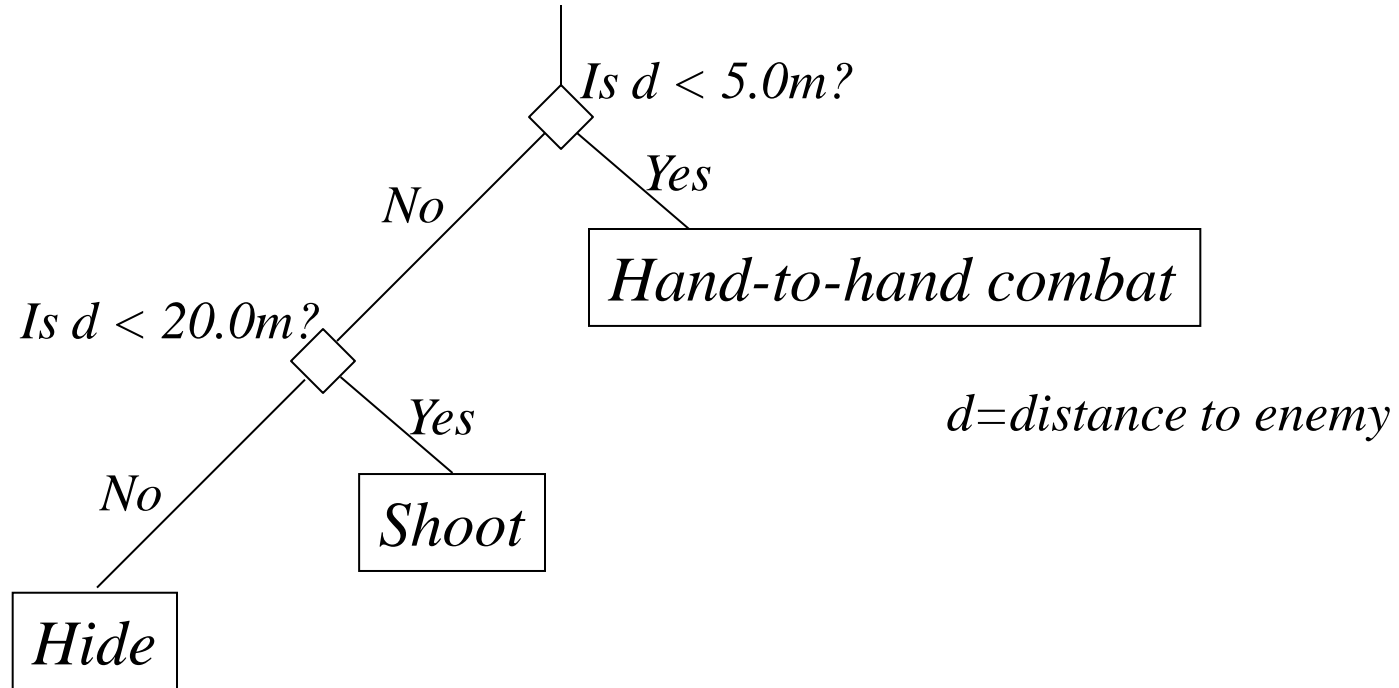 Is d < 5.0m?
Yes
No
Hand-to-hand combat
Is d < 20.0m?
Yes
d=distance to enemy
No
Shoot
Hide